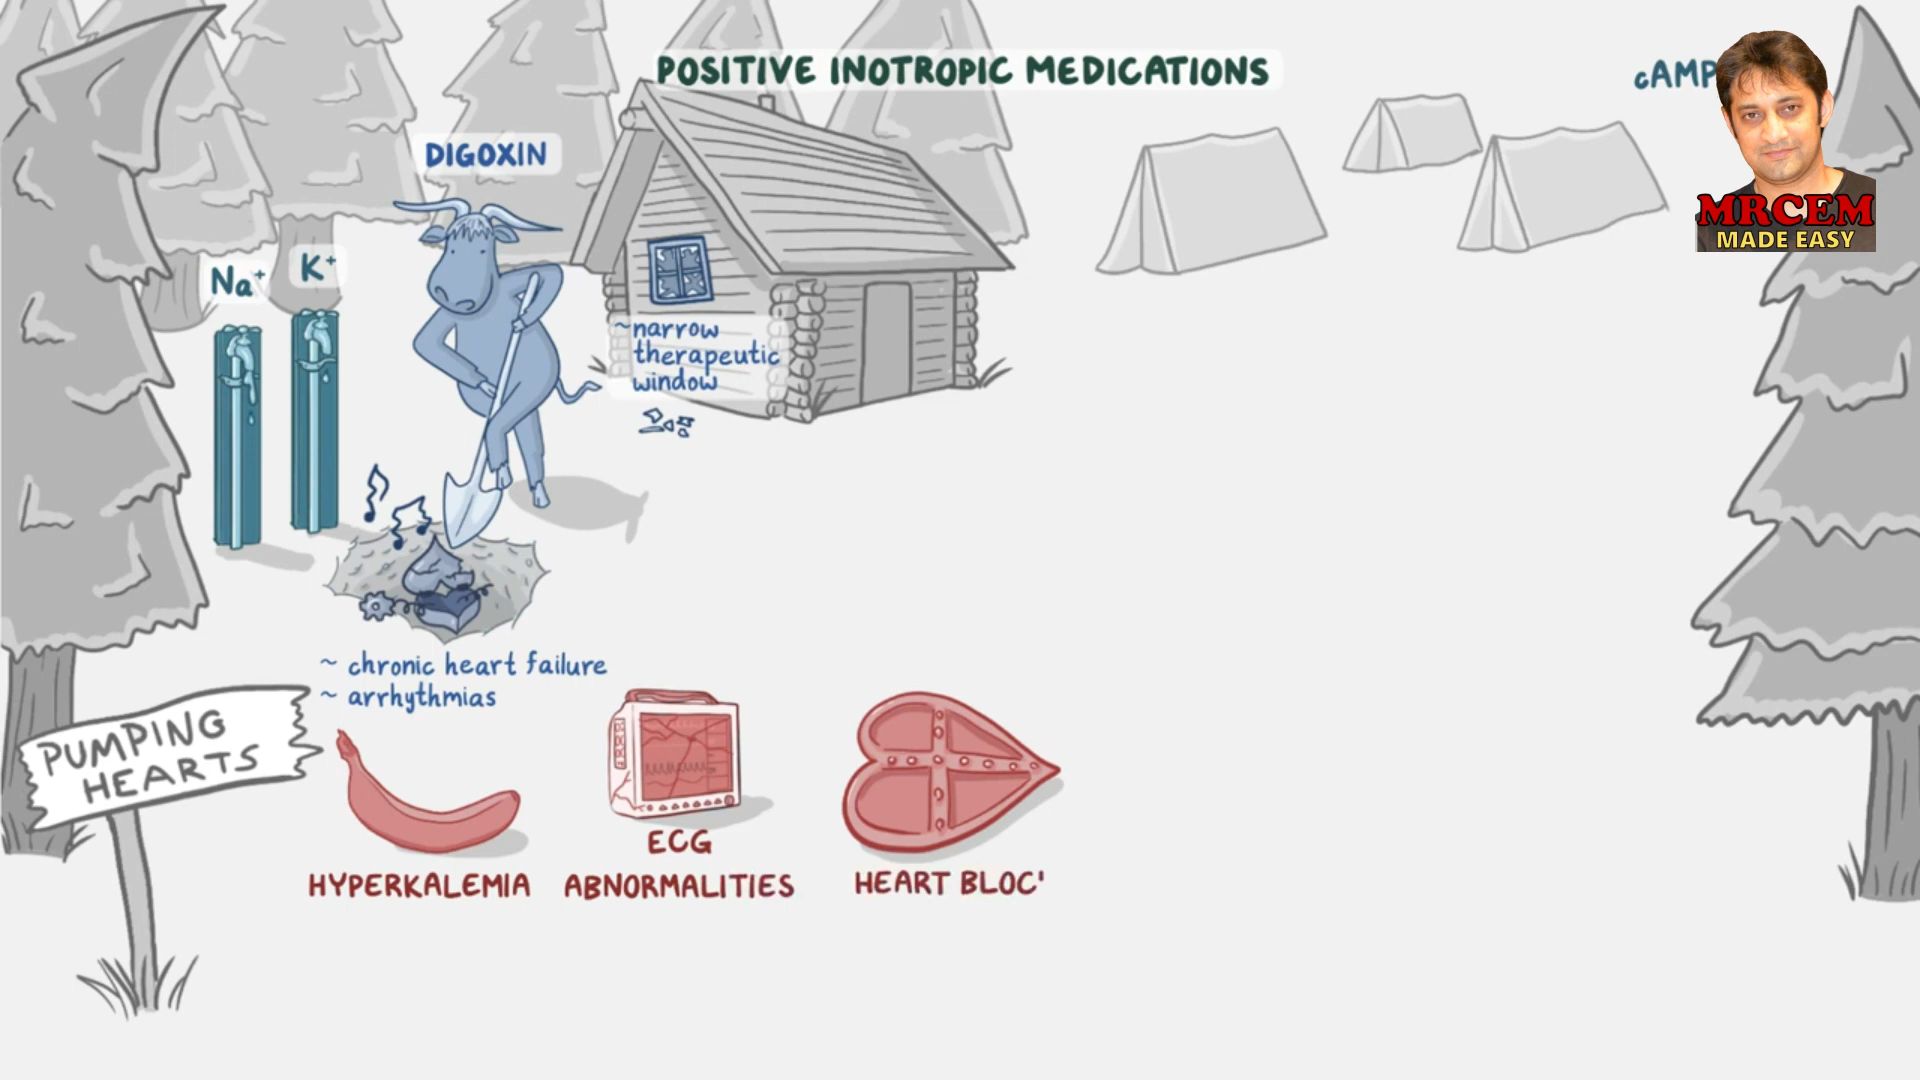 POSITIVE INOTROPIC MEDICATIONS
cAMP
MRCEM
MADE EASY
DIGOXIN
Na+
K+
~narrow
therapeutic
window
~ chronic heart failure
~ arrhythmias
PUMPING
HEARTS
HYPERKALEMIA
ECG
ABNORMALITIES
HEART BLOC'